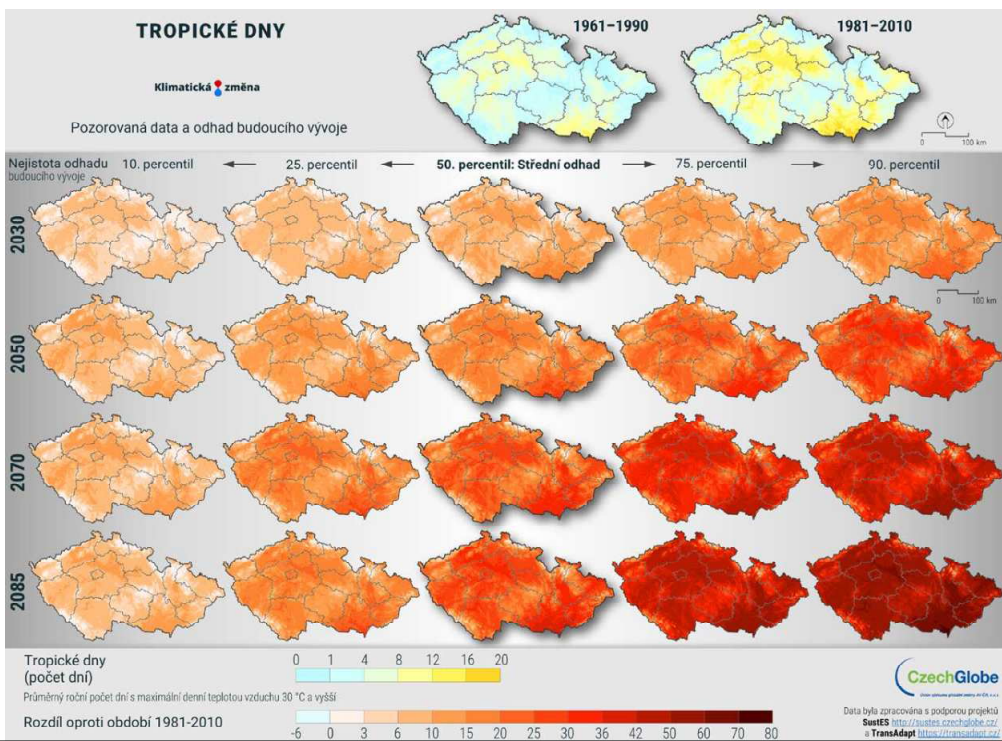 TROPICKÉ DNY
1961–1990
1981–2010
Klimatická změna
Pozorovaná data a odhad budoucího vývoje
0 100 km
Nejistota odhadu
budoucího vývoje
10. percentil
25. percentil
50. percentil: Střední odhad
75. percentil
90. percentil
2030
0 100 km
2050
2070
2085
Tropické dny
(počet dní)
0 1 4 8 12 16 20
Průměrný roční počet dní s maximální denní teplotou vzduchu 30 °C a vyšší
Rozdíl oproti období 1981-2010
-6 0 3 6 10 15 20 25 30 36 42 50 60 70 80
CzechGlobe
Data byla zpracována s podporou projektů
SustES http://sustes.czechglobe.cz/
a TransAdapt https://transadapt.cz/